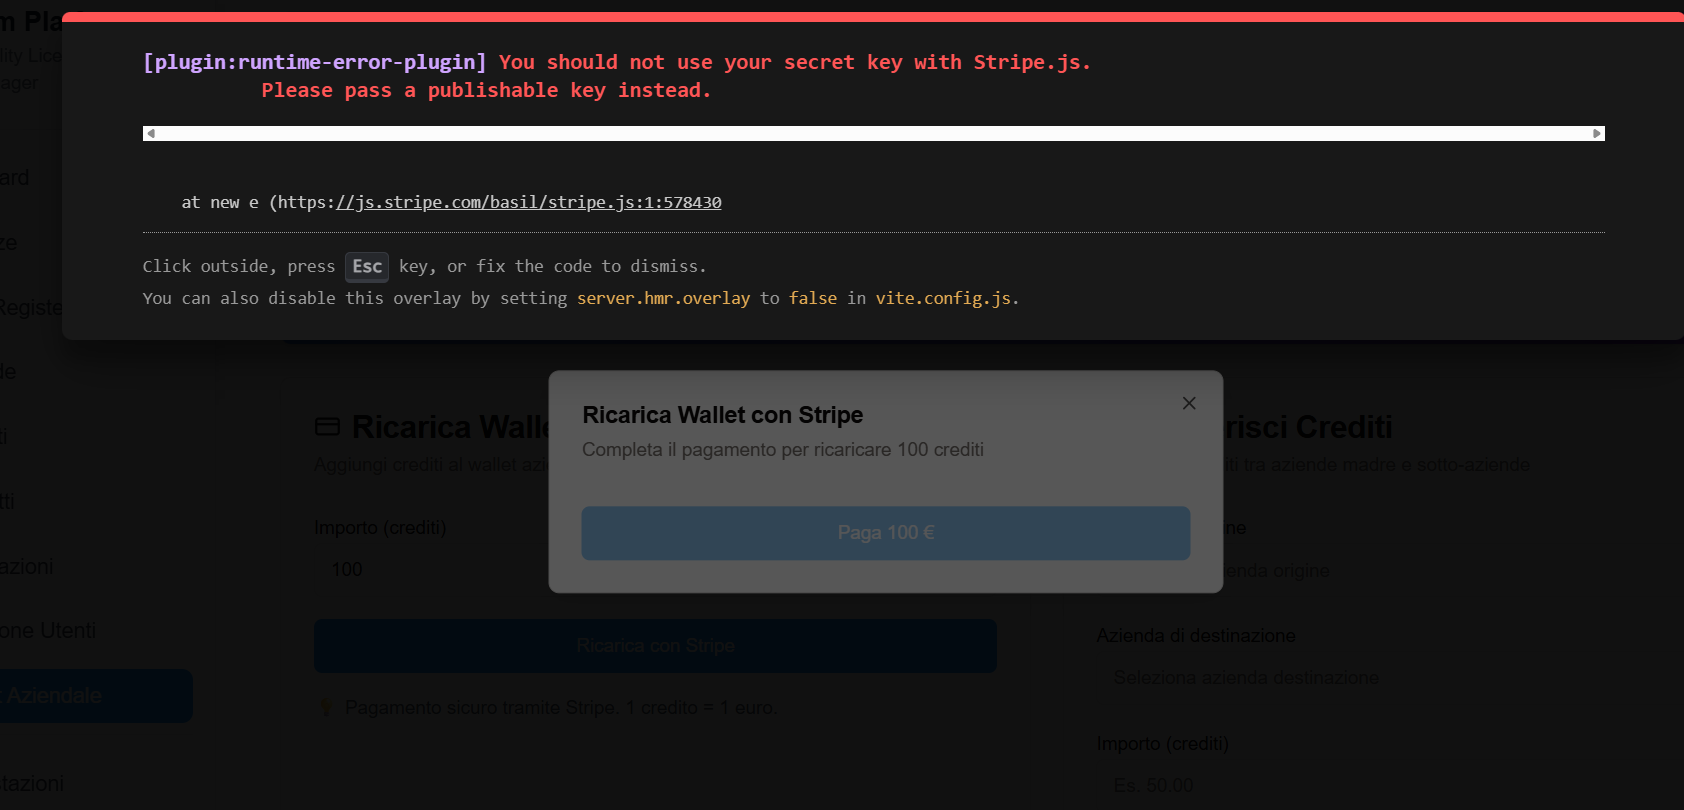 m Pla
ility Lice
ager
[plugin:runtime-error-plugin] You should not use your secret key with Stripe.js.
Please pass a publishable key instead.
at new e (https://js.stripe.com/basil/stripe.js:1:578430
Click outside, press Esc key, or fix the code to dismiss.
You can also disable this overlay by setting server.hmr.overlay to false in vite.config.js.
ard
ze
Registe
de
ti
tti
azioni
one Utenti
t Aziendale
stazioni
Ricarica Walle
Aggiungi crediti al wallet azi
Importo (crediti)
100
Ricarica con Stripe
Pagamento sicuro tramite Stripe. 1 credito = 1 euro.
Ricarica Wallet con Stripe
Completa il pagamento per ricaricare 100 crediti
Paga 100 €
risci Crediti
iti tra aziende madre e sotto-aziende
ne
enda origine
Azienda di destinazione
Seleziona azienda destinazione
Importo (crediti)
Es. 50.00